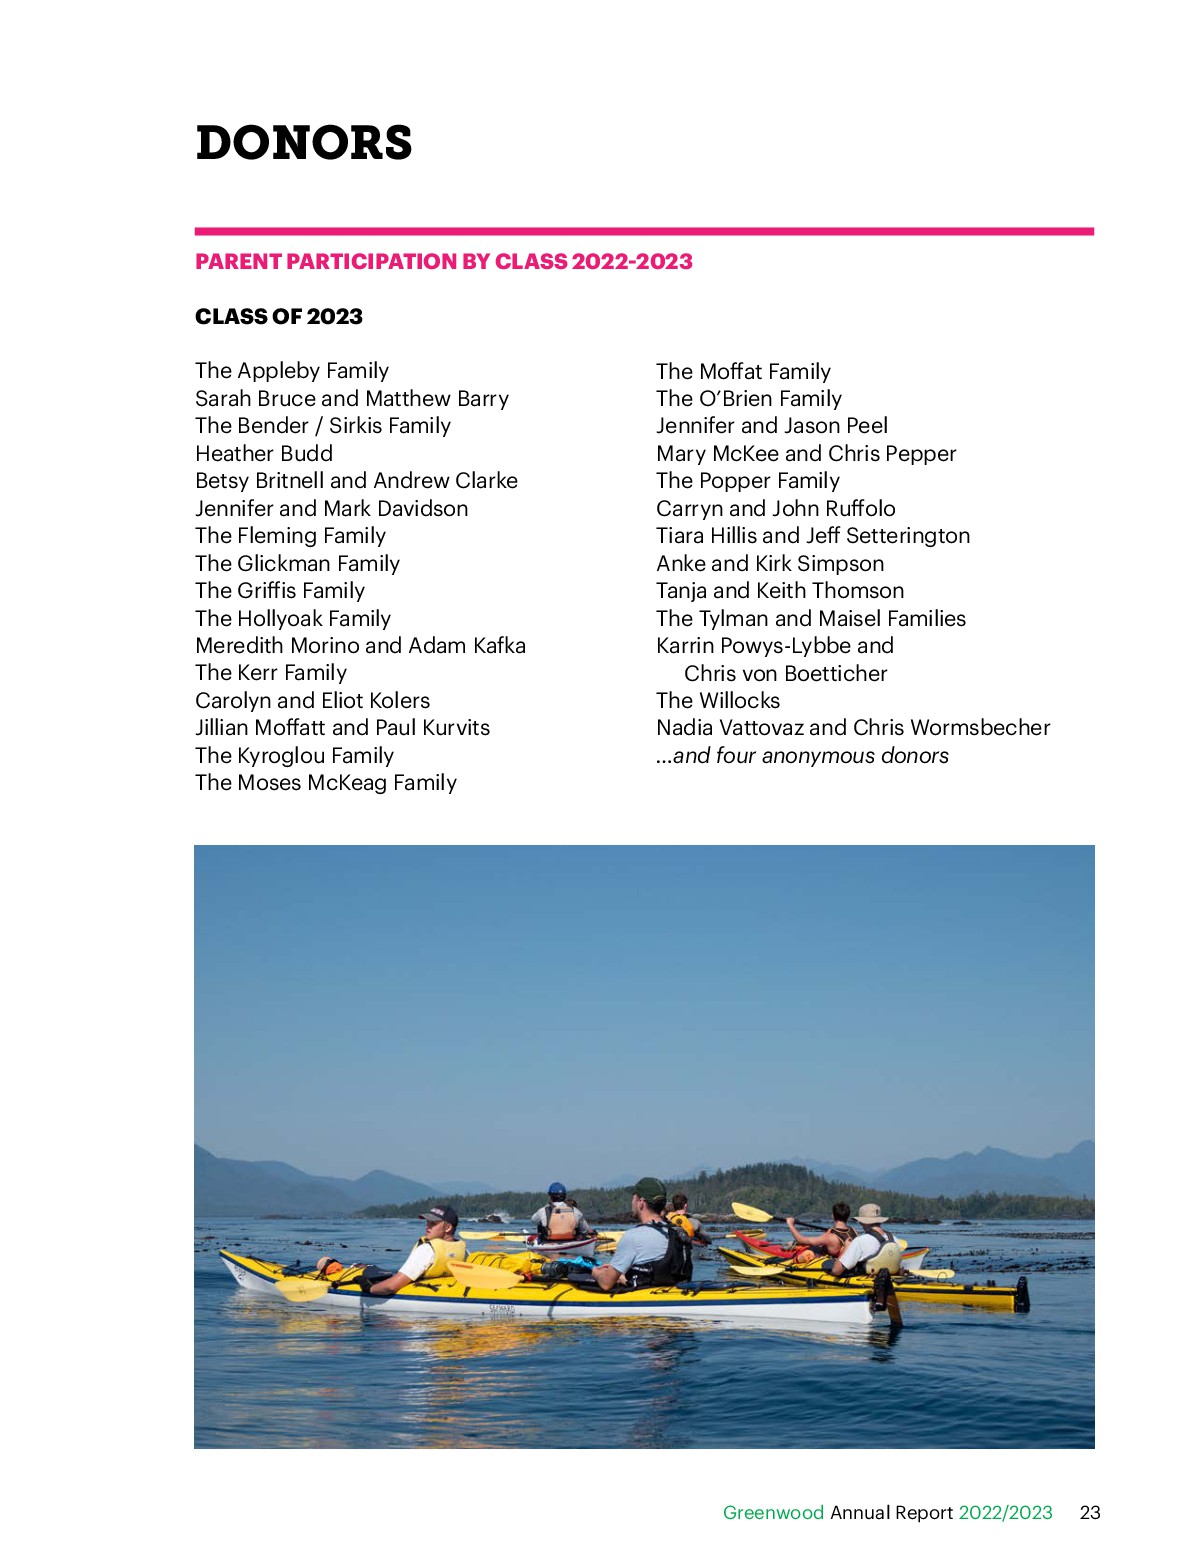 DONORS
PARENT PARTICIPATION BY CLASS 2022-2023
CLASS OF 2023
The Appleby Family
Sarah Bruce and Matthew Barry
The Bender / Sirkis Family
Heather Budd
Betsy Britnell and Andrew Clarke
Jennifer and Mark Davidson
The Fleming Family
The Glickman Family
The Griffis Family
The Hollyoak Family
Meredith Morino and Adam Kafka
The Kerr Family
Carolyn and Eliot Kolers
Jillian Moffatt and Paul Kurvits
The Kyroglou Family
The Moses McKeag Family
The Moffat Family
The O’Brien Family
Jennifer and Jason Peel
Mary McKee and Chris Pepper
The Popper Family
Carryn and John Ruffolo
Tiara Hillis and Jeff Setterington
Anke and Kirk Simpson
Tanja and Keith Thomson
The Tylman and Maisel Families
Karrin Powys-Lybbe and
Chris von Boetticher
The Willocks
Nadia Vattovaz and Chris Wormsbecher
...and four anonymous donors
Greenwood Annual Report 2022/2023 23